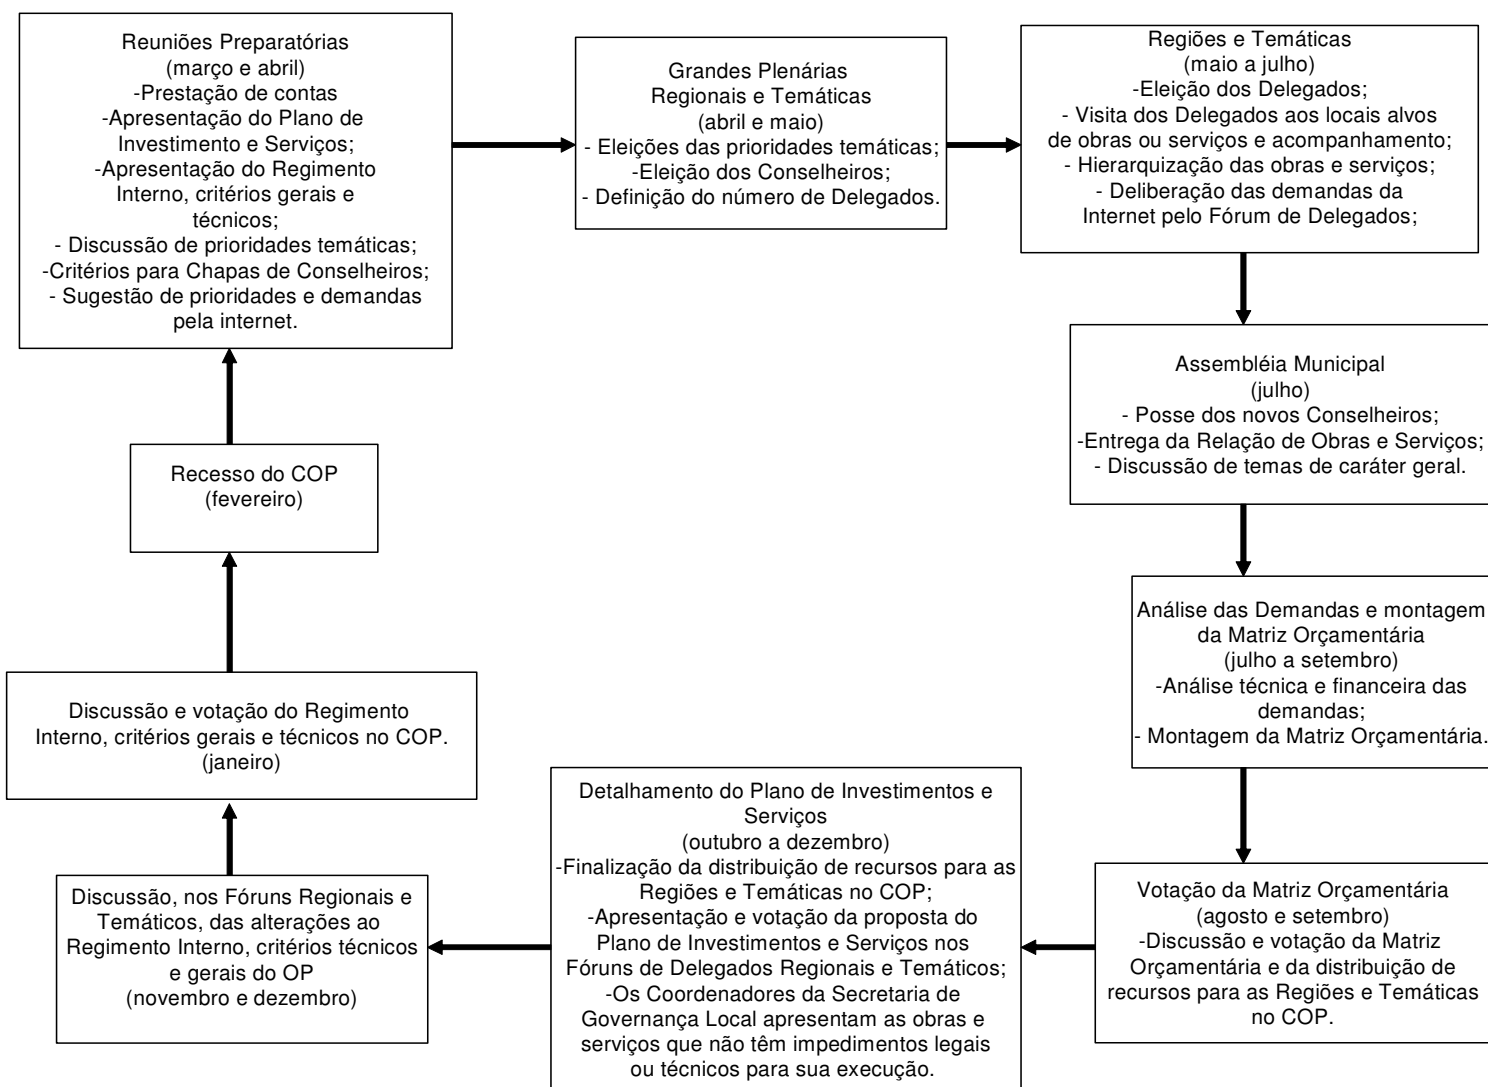 Reuniões Preparatórias
(março e abril)
-Prestação de contas
-Apresentação do Plano de
Investimento e Serviços;
-Apresentação do Regimento
Interno, critérios gerais e
técnicos;
- Discussão de prioridades temáticas;
-Critérios para Chapas de Conselheiros;
- Sugestão de prioridades e demandas
pela internet.
Grandes Plenárias
Regionais e Temáticas
(abril e maio)
- Eleições das prioridades temáticas;
-Eleição dos Conselheiros;
- Definição do número de Delegados.
Regiões e Temáticas
(maio a julho)
-Eleição dos Delegados;
- Visita dos Delegados aos locais alvos
de obras ou serviços e acompanhamento;
- Hierarquização das obras e serviços;
- Deliberação das demandas da
Internet pelo Fórum de Delegados;
Assembléia Municipal
(julho)
- Posse dos novos Conselheiros;
-Entrega da Relação de Obras e Serviços;
- Discussão de temas de caráter geral.
Análise das Demandas e montagem
da Matriz Orçamentária
(julho a setembro)
-Análise técnica e financeira das
demandas;
- Montagem da Matriz Orçamentária.
Votação da Matriz Orçamentária
(agosto e setembro)
-Discussão e votação da Matriz
Orçamentária e da distribuição de
recursos para as Regiões e Temáticas
no COP.
Detalhamento do Plano de Investimentos e
Serviços
(outubro a dezembro)
-Finalização da distribuição de recursos para as
Regiões e Temáticas no COP;
-Apresentação e votação da proposta do
Plano de Investimentos e Serviços nos
Fóruns de Delegados Regionais e Temáticos;
-Os Coordenadores da Secretaria de
Governança Local apresentam as obras e
serviços que não têm impedimentos legais
ou técnicos para sua execução.
Discussão, nos Fóruns Regionais e
Temáticos, das alterações ao
Regimento Interno, critérios técnicos
e gerais do OP
(novembro e dezembro)
Discussão e votação do Regimento
Interno, critérios gerais e técnicos no COP.
(janeiro)
Recesso do COP
(fevereiro)